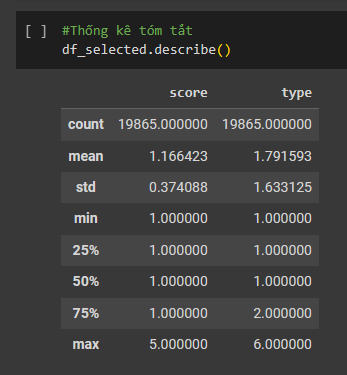 [ ] #Thống kê tóm tắt
df_selected.describe()
score type
count 19865.000000 19865.000000
mean 1.166423 1.791593
std 0.374088 1.633125
min 1.000000 1.000000
25% 1.000000 1.000000
50% 1.000000 1.000000
75% 1.000000 2.000000
max 5.000000 6.000000